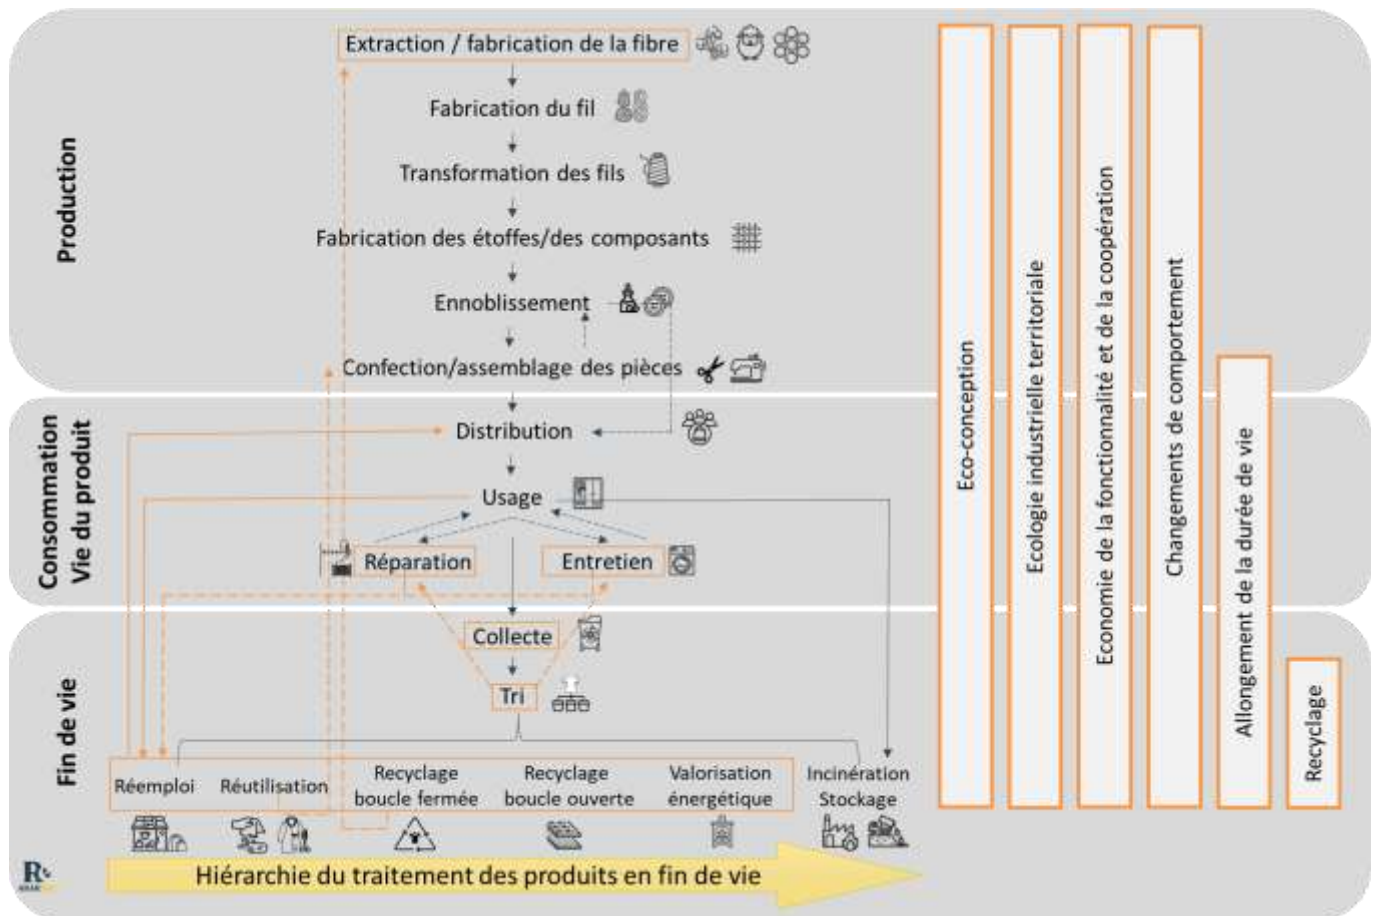 Production
Extraction / fabrication de la fibre
Fabrication du fil
Transformation des fils
Fabrication des étoffes/des composants
Ennoblissement
Confection/assemblage des pièces
Consommation
Vie du produit
Distribution
Usage
Réparation
Entretien
Fin de vie
Collecte
Tri
Réemploi
Réutilisation
Recyclage
boucle fermée
Recyclage
boucle ouverte
Valorisation
énergétique
Incinération
Stockage
Hiérarchie du traitement des produits en fin de vie
Eco-conception
Ecologie industrielle territoriale
Economie de la fonctionnalité et de la coopération
Changements de comportement
Allongement de la durée de vie
Recyclage